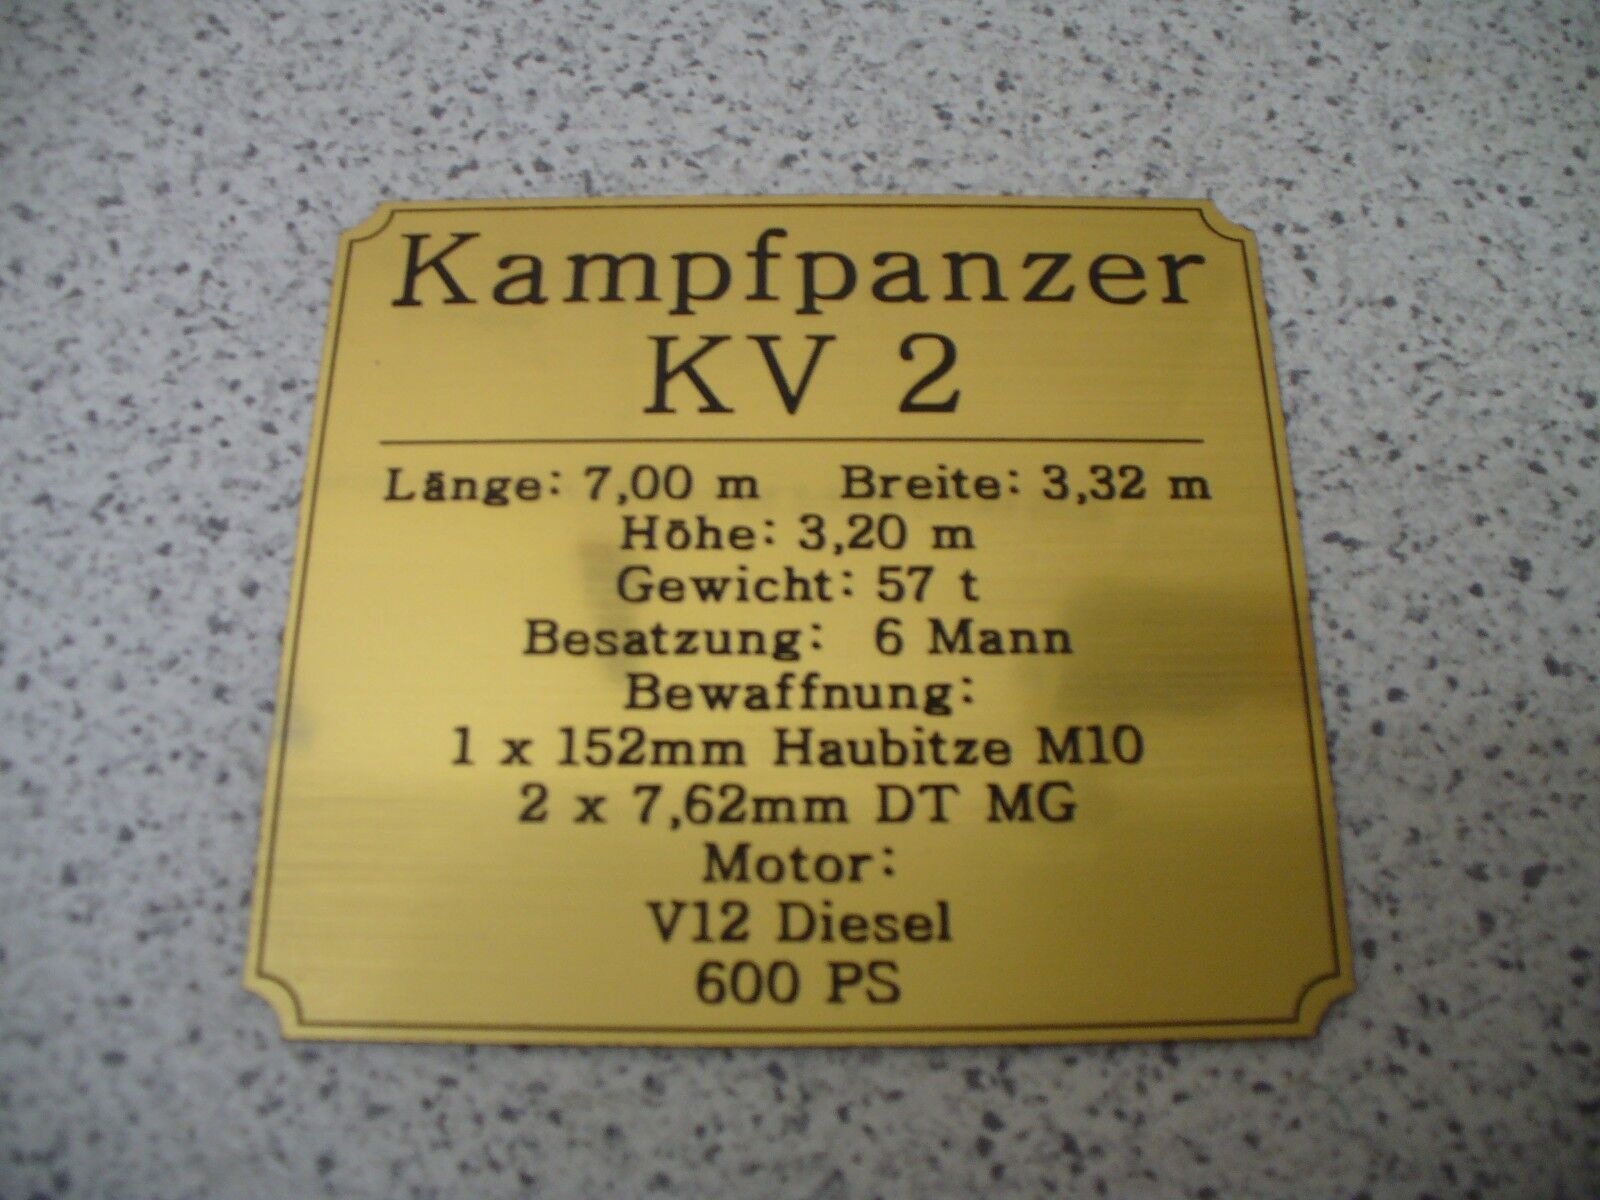 Kampfpanzer
KV 2
Länge: 7,00 m Breite: 3,32 m
Höhe: 3,20 m
Gewicht: 57 t
Besatzung: 6 Mann
Bewaffnung:
1 x 152mm Haubitze M10
2 x 7,62mm DT MG
Motor:
V12 Diesel
600 PS